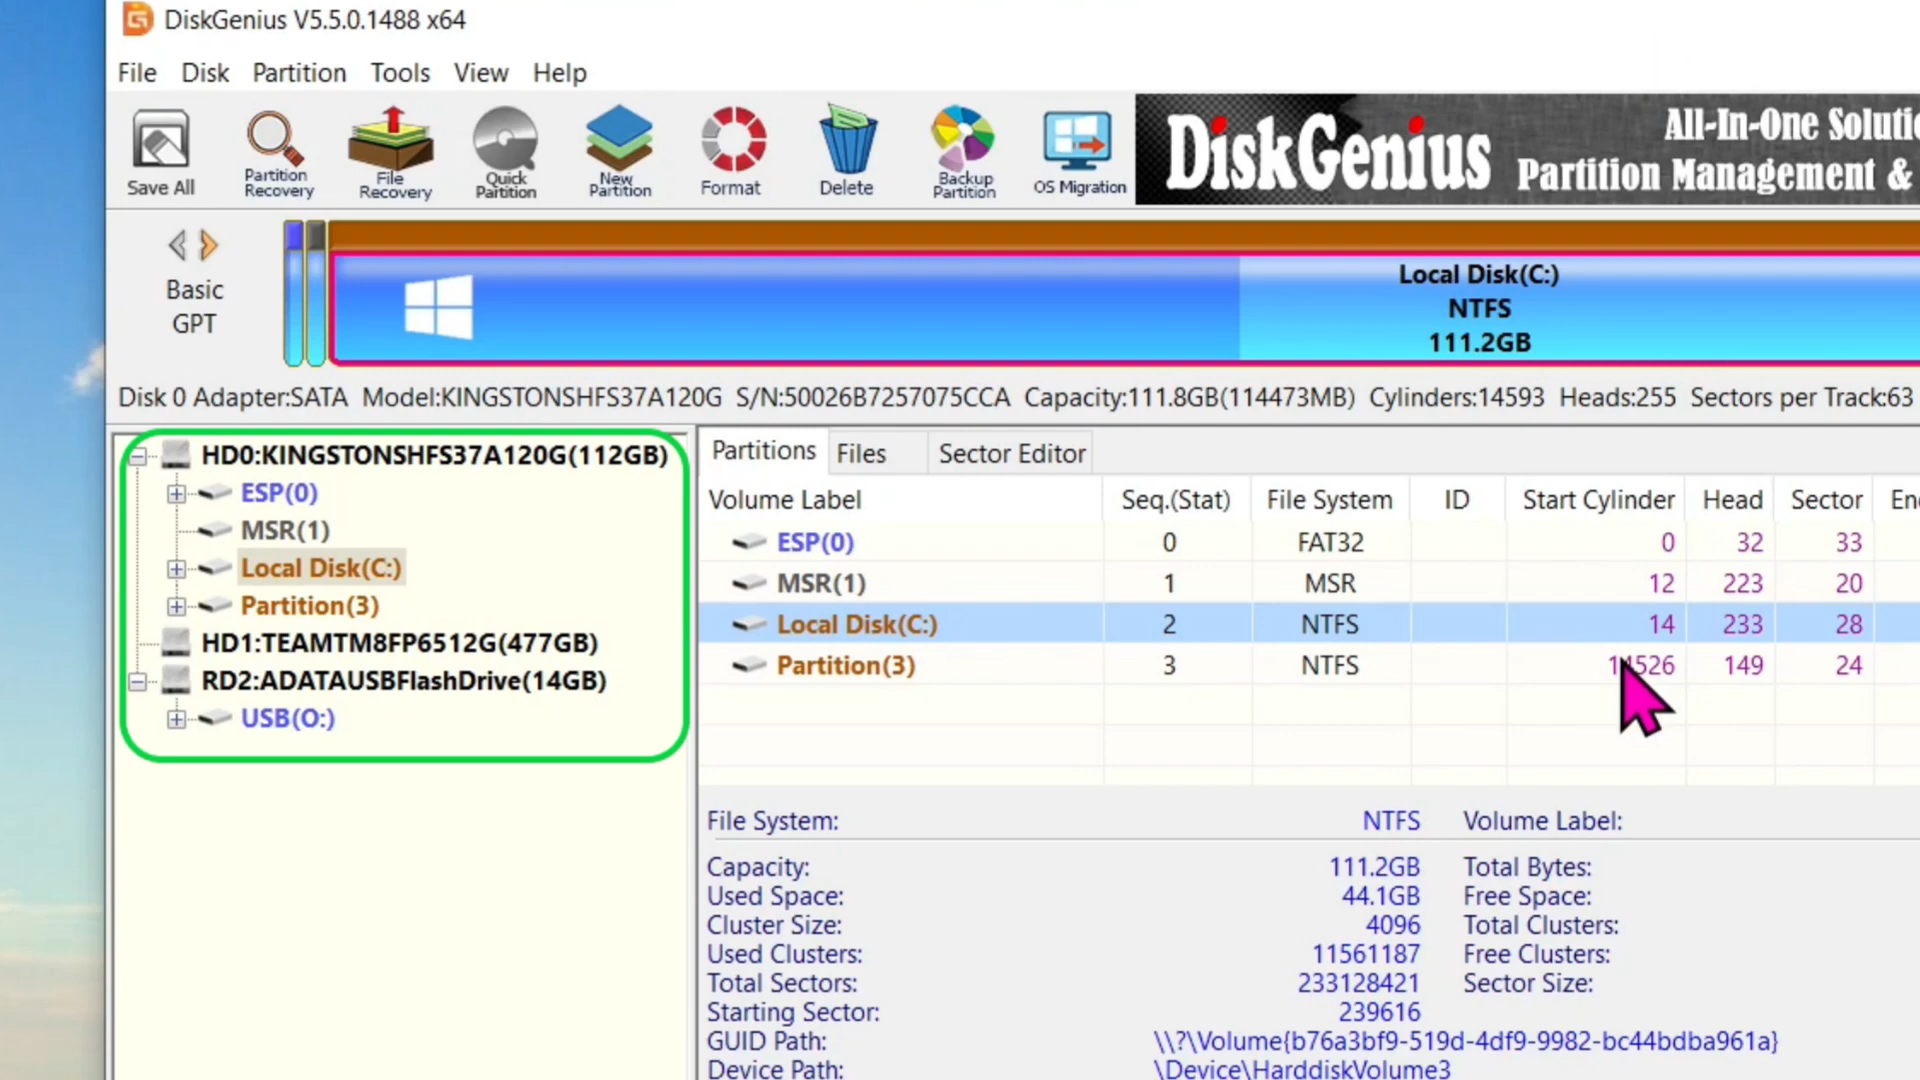 DiskGenius V5.5.0.1488 x64
File Disk Partition Tools View Help
Save All
Partition Recovery
File Recovery
Quick Partition
New Partition
Format
Delete
Backup Partition
OS Migration
DiskGenius
All-In-One Solutio
Partition Management &
Basic
GPT
Local Disk(C:)
NTFS
111.2GB
Disk 0 Adapter:SATA Model:KINGSTONSHFS37A120G S/N:50026B7257075CCA Capacity:111.8GB(114473MB) Cylinders:14593 Heads:255 Sectors per Track:63
HD0:KINGSTONSHFS37A120G(112GB)
ESP(0)
MSR(1)
Local Disk(C:)
Partition(3)
HD1:TEAMTM8FP6512G(477GB)
RD2:ADATAUSBFlashDrive(14GB)
USB(O:)
Partitions Files Sector Editor
Volume Label Seq.(Stat) File System ID Start Cylinder Head Sector
ESP(0) 0 FAT32 0 32 33
MSR(1) 1 MSR 12 223 20
Local Disk(C:) 2 NTFS 14 233 28
Partition(3) 3 NTFS 14526 149 24
File System: NTFS Volume Label:
Capacity: 111.2GB Total Bytes:
Used Space: 44.1GB Free Space:
Cluster Size: 4096 Total Clusters:
Used Clusters: 11561187 Free Clusters:
Total Sectors: 233128421 Sector Size:
Starting Sector: 239616
GUID Path: \\?\Volume{b76a3bf9-519d-4df9-9982-bc44bdba961a}
Device Path: \Device\HarddiskVolume3